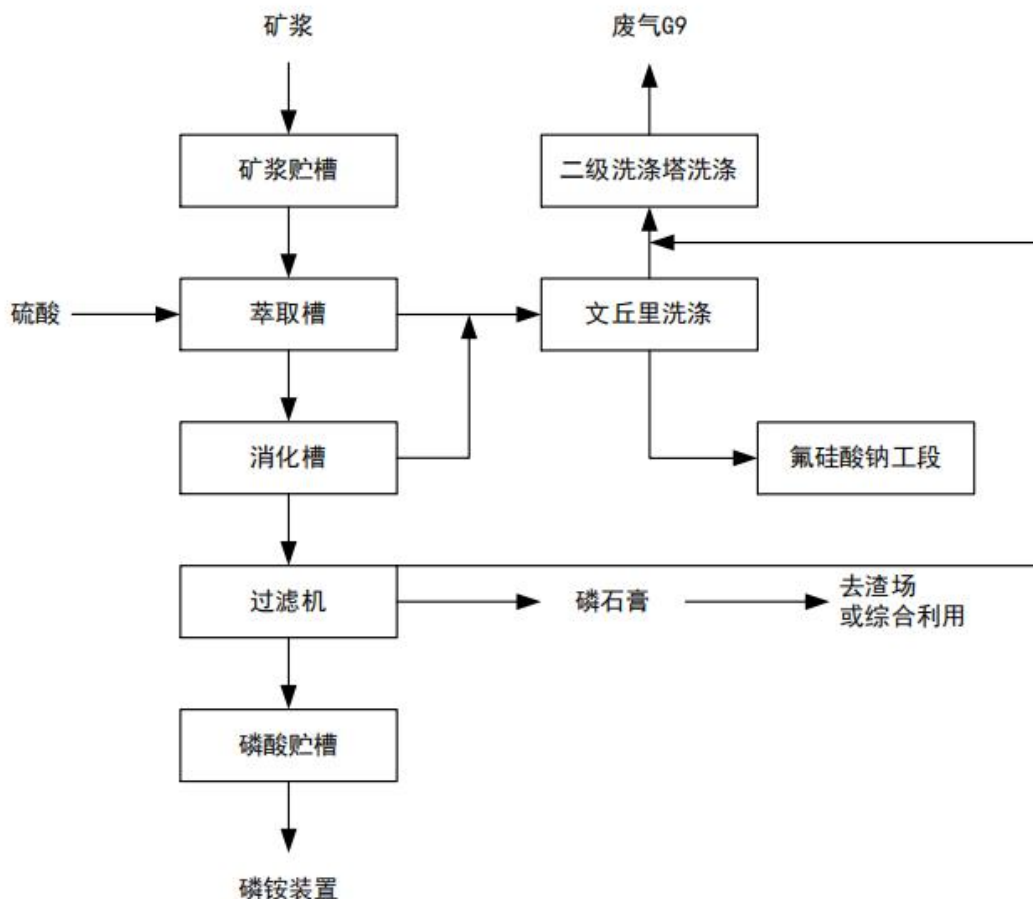 矿浆
废气G9
矿浆贮槽
二级洗涤塔洗涤
硫酸
萃取槽
文丘里洗涤
消化槽
氟硅酸钠工段
过滤机
磷石膏
去渣场
或综合利用
磷酸贮槽
磷铵装置